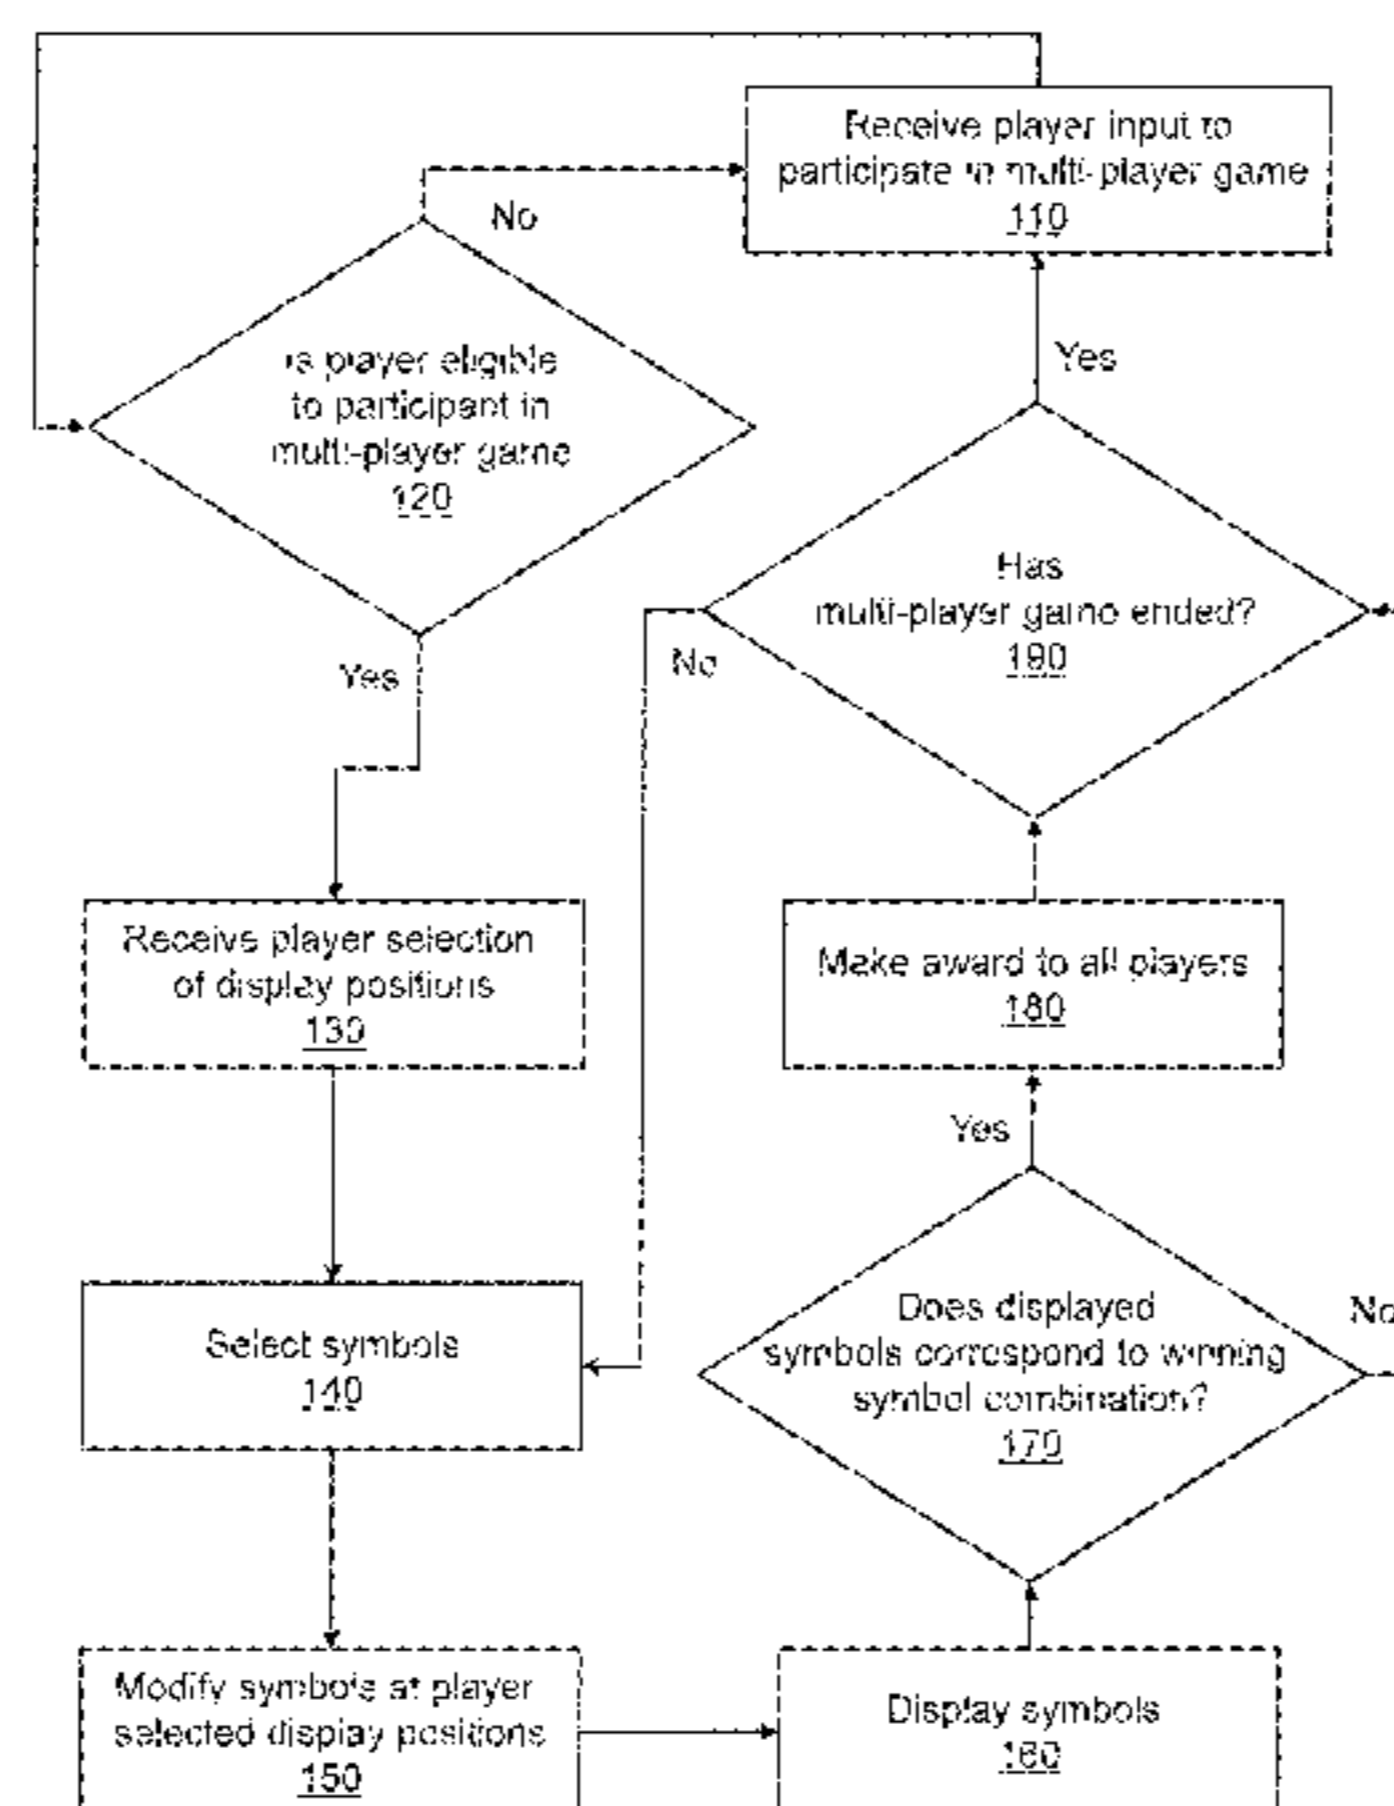 Receive player input to
participate in multi-player game
110
No
Is player eligible
to participant in
multi-player game
120
Yes
Yes
Has
multi-player game ended?
190
No
Receive player selection
of display positions
130
Make award to all players
180
Yes
Select symbols
140
Does displayed
symbols correspond to winning
symbol combination?
170
No
Modify symbols at player
selected display positions
150
Display symbols
160